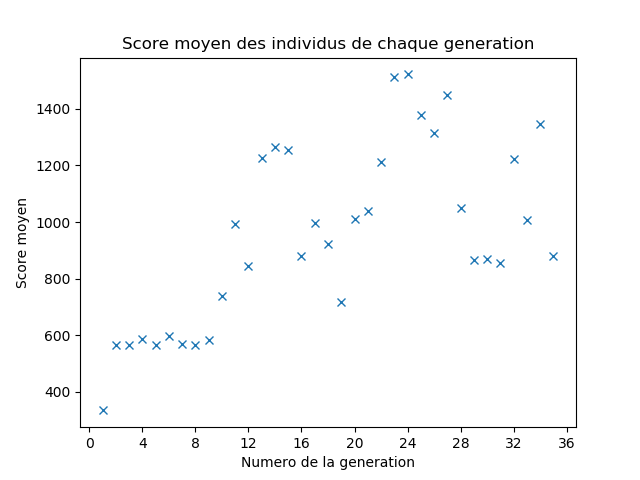 Score moyen des individus de chaque generation
1400
1200
1000
800
600
400
Score moyen
0 4 8 12 16 20 24 28 32 36
Numero de la generation